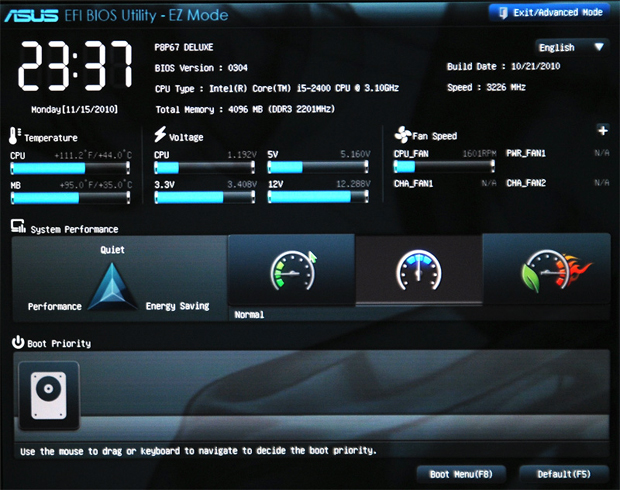 ASUS EFI BIOS Utility - EZ Mode
Exit/Advanced Mode
23:37
Monday[11/15/2010]
P8P67 DELUXE
BIOS Version : 0304
CPU Type : Intel(R) Core(TM) i5-2400 CPU @ 3.10GHz
Total Memory : 4096 MB (DDR3 2201MHz)
English
Build Date : 10/21/2010
Speed : 3226 MHz
Temperature
CPU +111.2°F/+44.0°C
MB +95.0°F/+35.0°C
Voltage
CPU 1.192V 5V 5.160V
3.3V 3.408V 12V 12.288V
Fan Speed
CPU_FAN 1601RPM PWR_FAN1 N/A
CHA_FAN1 N/A CHA_FAN2 N/A
System Performance
Quiet
Performance Energy Saving
Normal
Boot Priority
Use the mouse to drag or keyboard to navigate to decide the boot priority.
Boot Menu(F8) Default(F5)